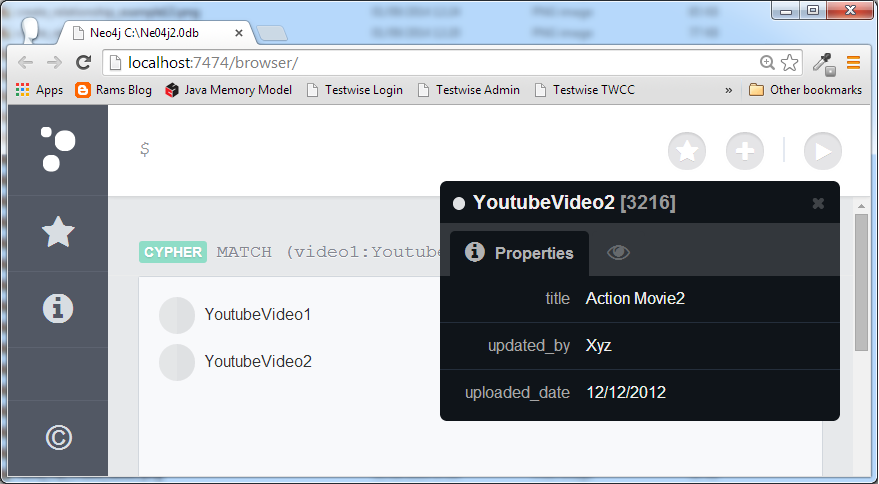 Neo4j C:\Ne04j2.0db
localhost:7474/browser/
Apps Rams Blog Java Memory Model Testwise Login Testwise Admin Testwise TWCC » Other bookmarks
$
YoutubeVideo2 [3216]
CYPHER MATCH (video1:Youtube
Properties
YoutubeVideo1
YoutubeVideo2
title Action Movie2
updated_by Xyz
uploaded_date 12/12/2012